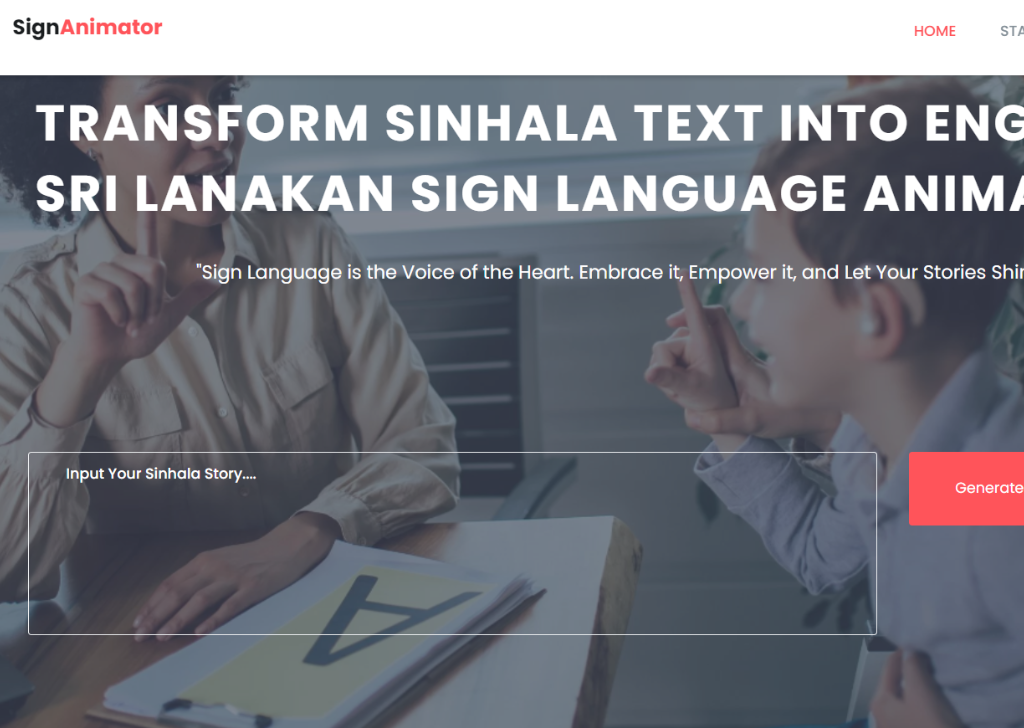 SignAnimator
HOME
TRANSFORM SINHALA TEXT INTO
SRI LANAKAN SIGN LANGUAGE
"Sign Language is the Voice of the Heart. Embrace it, Empower it, and Let Your Stories
Input Your Sinhala Story....
Generate
A